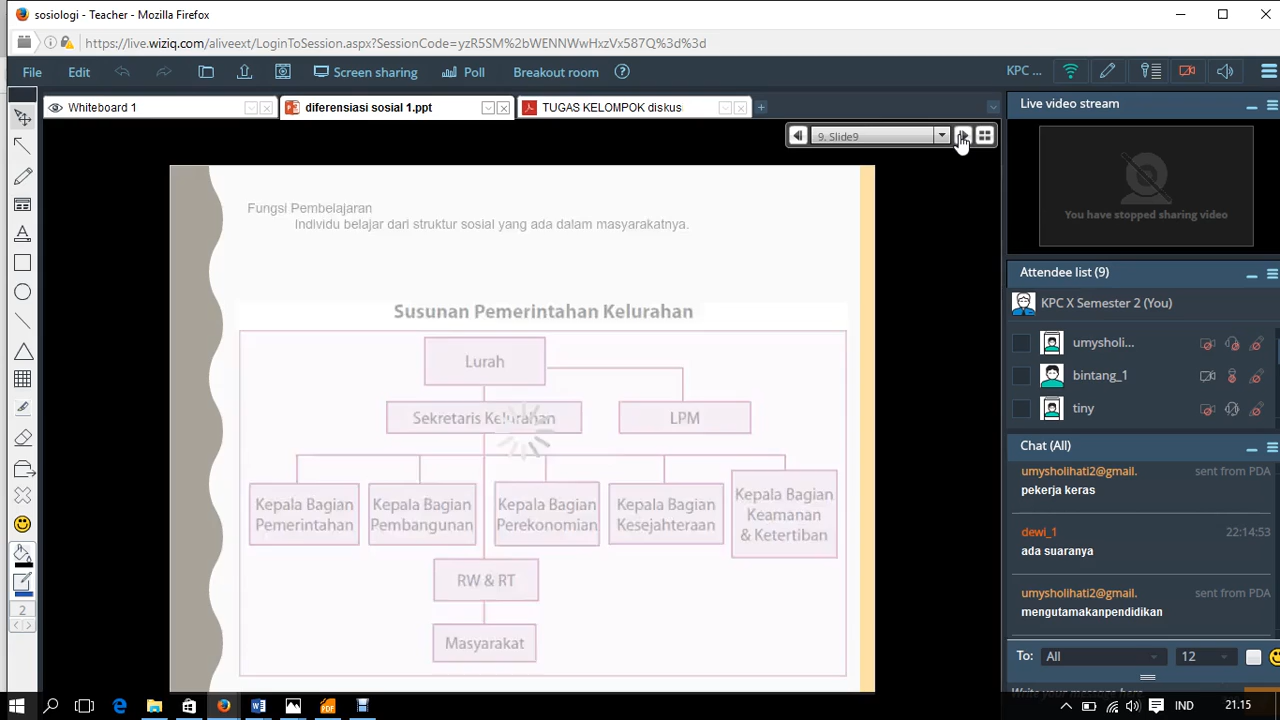 sosiologi - Teacher - Mozilla Firefox
https://live.wiziq.com/aliveext/LoginToSession.aspx?SessionCode=yzR5SM%2bWENNWwHxzVx587Q%3d%3d
File Edit Screen sharing Poll Breakout room KPC ...
Whiteboard 1 diferensiasi sosial 1.ppt TUGAS KELOMPOK diskus
9. Slide9
Fungsi Pembelajaran
Individu belajar dari struktur sosial yang ada dalam masyarakatnya.
Susunan Pemerintahan Kelurahan
Lurah
Sekretaris Kelurahan
LPM
Kepala Bagian
Pemerintahan
Kepala Bagian
Pembangunan
Kepala Bagian
Perekonomian
Kepala Bagian
Kesejahteraan
Kepala Bagian
Keamanan
& Ketertiban
RW & RT
Masyarakat
2
Live video stream
You have stopped sharing video
Attendee list (9)
KPC X Semester 2 (You)
umysholi...
bintang_1
tiny
Chat (All)
umysholihati2@gmail. sent from PDA
pekerja keras
dewi_1 22:14:53
ada suaranya
umysholihati2@gmail. sent from PDA
mengutamakanpendidikan
To: All 12
Write your message here
IND 21.15